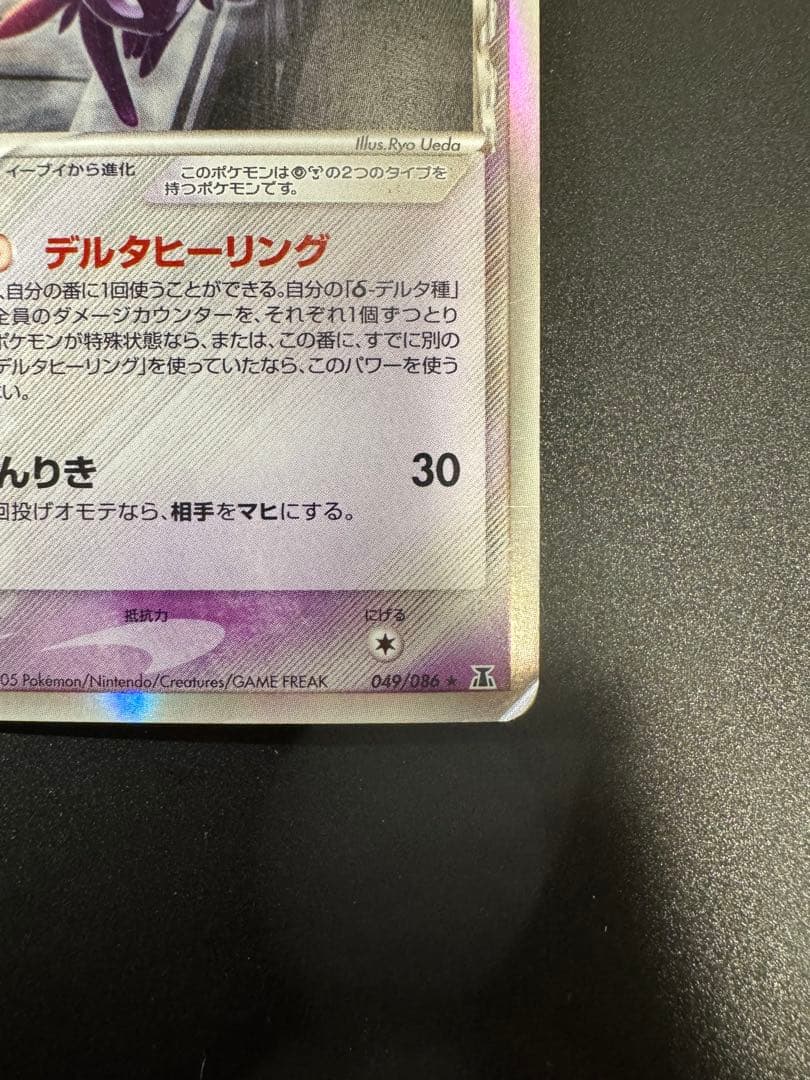 Illus.Ryo Ueda
ィーブイから進化
このポケモンは の2つのタイプを
持つポケモンです。
デルタヒーリング
、自分の番に1回使うことができる。自分の「δ-デルタ種」
全員のダメージカウンターを、それぞれ1個ずつとり
ポケモンが特殊状態なら、または、この番に、すでに別の
デルタヒーリング」を使っていたなら、このパワーを使う
い。
んりき 30
回投げオモテなら、相手をマヒにする。
抵抗力 にげる
05 Pokémon/Nintendo/Creatures/GAME FREAK 049/086 ★